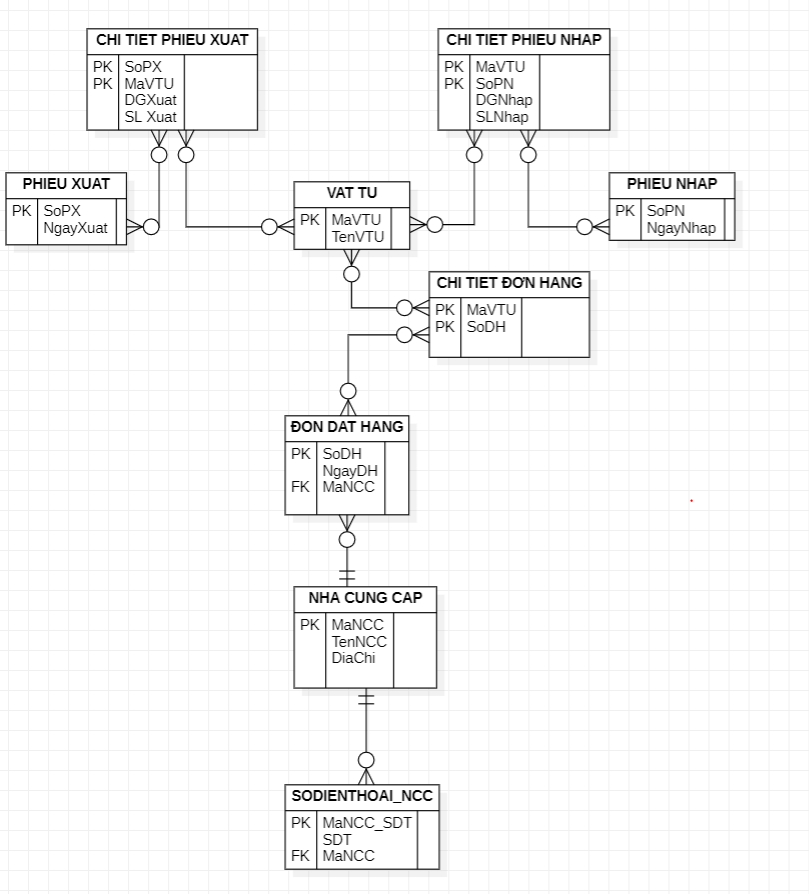 CHI TIET PHIEU XUAT
PK SoPX
PK MaVTU
DGXuat
SL Xuat
CHI TIET PHIEU NHAP
PK MaVTU
PK SoPN
DGNhap
SLNhap
PHIEU XUAT
PK SoPX
NgayXuat
VAT TU
PK MaVTU
TenVTU
PHIEU NHAP
PK SoPN
NgayNhap
CHI TIET ĐƠN HANG
PK MaVTU
PK SoDH
ĐON DAT HANG
PK SoDH
NgayDH
FK MaNCC
NHA CUNG CAP
PK MaNCC
TenNCC
DiaChi
SODIENTHOAI_NCC
PK MaNCC_SDT
SDT
FK MaNCC